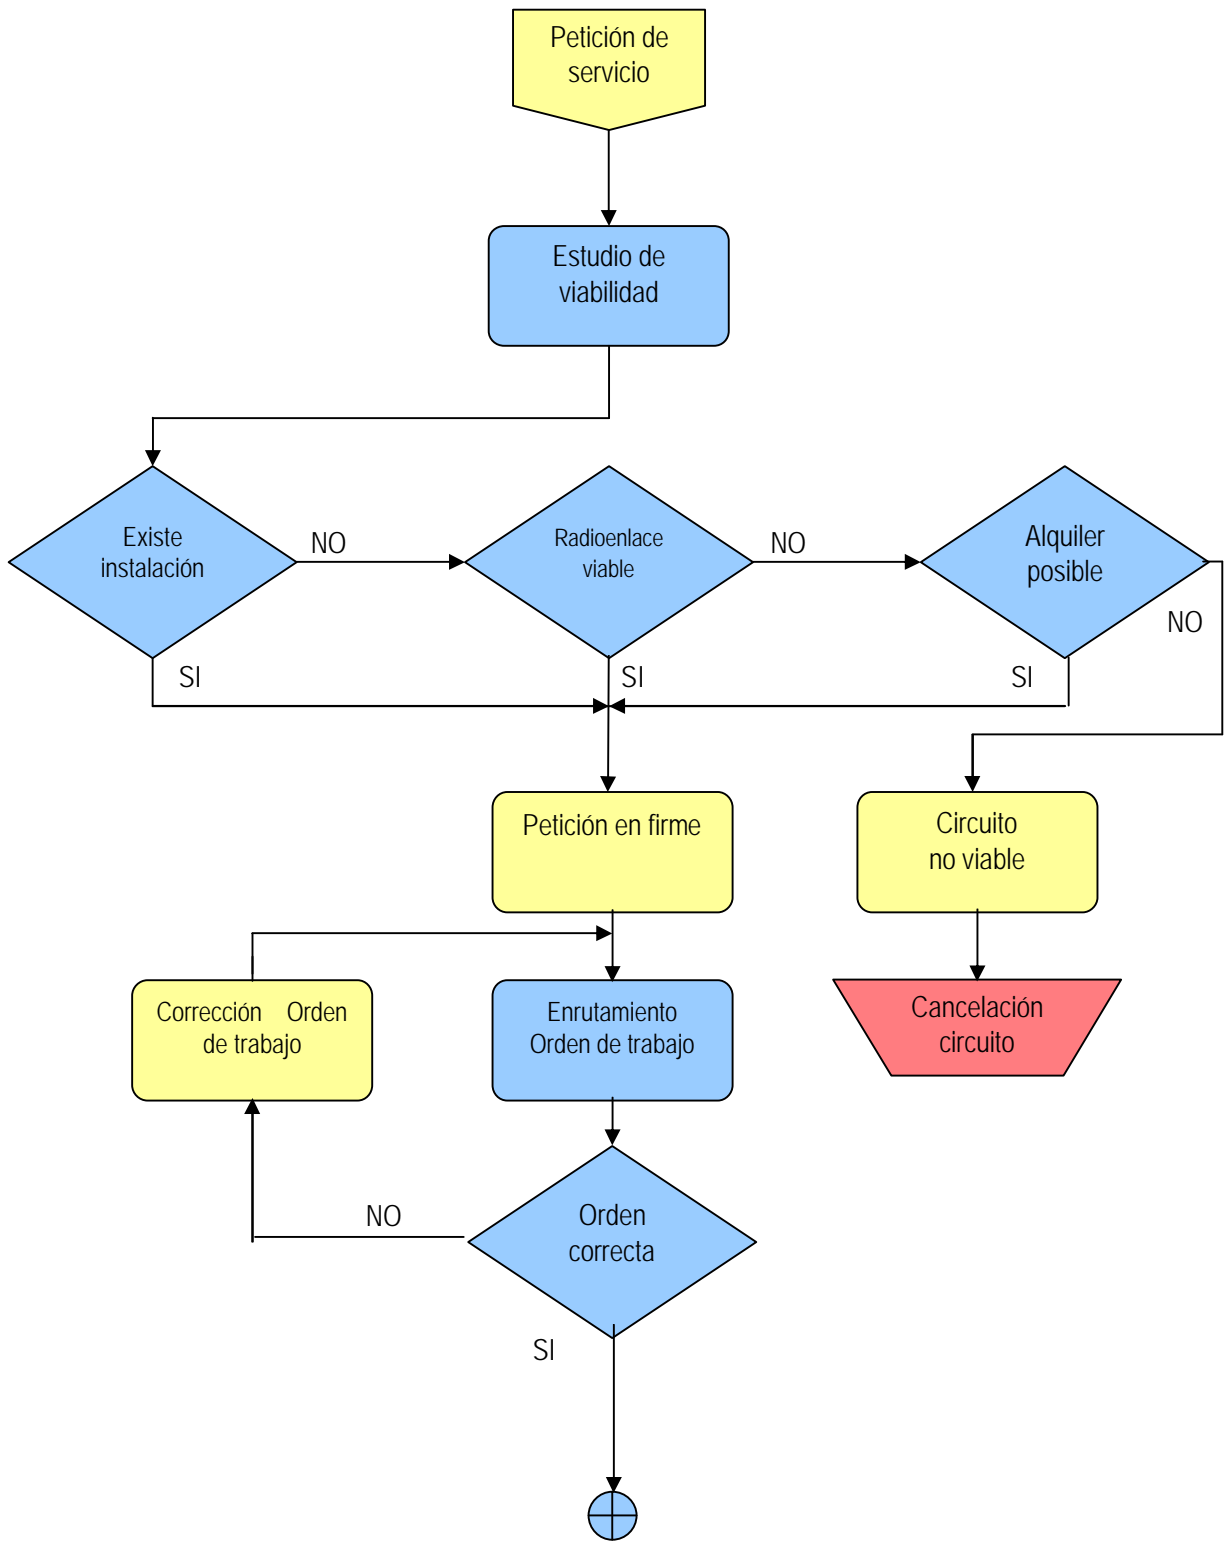 Petición de
servicio
Estudio de
viabilidad
Existe
instalación
NO
Radioenlace
viable
NO
Alquiler
posible
NO
SI
SI
SI
Petición en firme
Circuito
no viable
Corrección Orden
de trabajo
Enrutamiento
Orden de trabajo
Cancelación
circuito
NO
Orden
correcta
SI